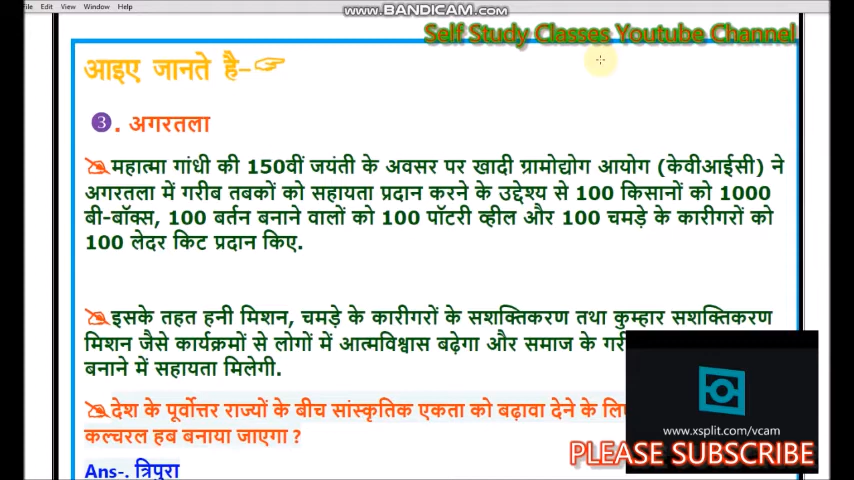 www.BANDICAM.com
File Edit View Window Help
Self Study Classes Youtube Channel
आइए जानते है-
3. अगरतला
महात्मा गांधी की 150वीं जयंती के अवसर पर खादी ग्रामोद्योग आयोग (केवीआईसी) ने
अगरतला में गरीब तबकों को सहायता प्रदान करने के उद्देश्य से 100 किसानों को 1000
बी-बॉक्स, 100 बर्तन बनाने वालों को 100 पॉटरी व्हील और 100 चमड़े के कारीगरों को
100 लेदर किट प्रदान किए.
इसके तहत हनी मिशन, चमड़े के कारीगरों के सशक्तिकरण तथा कुम्हार सशक्तिकरण
मिशन जैसे कार्यक्रमों से लोगों में आत्मविश्वास बढ़ेगा और समाज के
बनाने में सहायता मिलेगी.
देश के पूर्वोत्तर राज्यों के बीच सांस्कृतिक एकता को बढ़ावा देने के
कल्चरल हब बनाया जाएगा ?
Ans-. त्रिपुरा
www.xsplit.com/vcam
PLEASE SUBSCRIBE